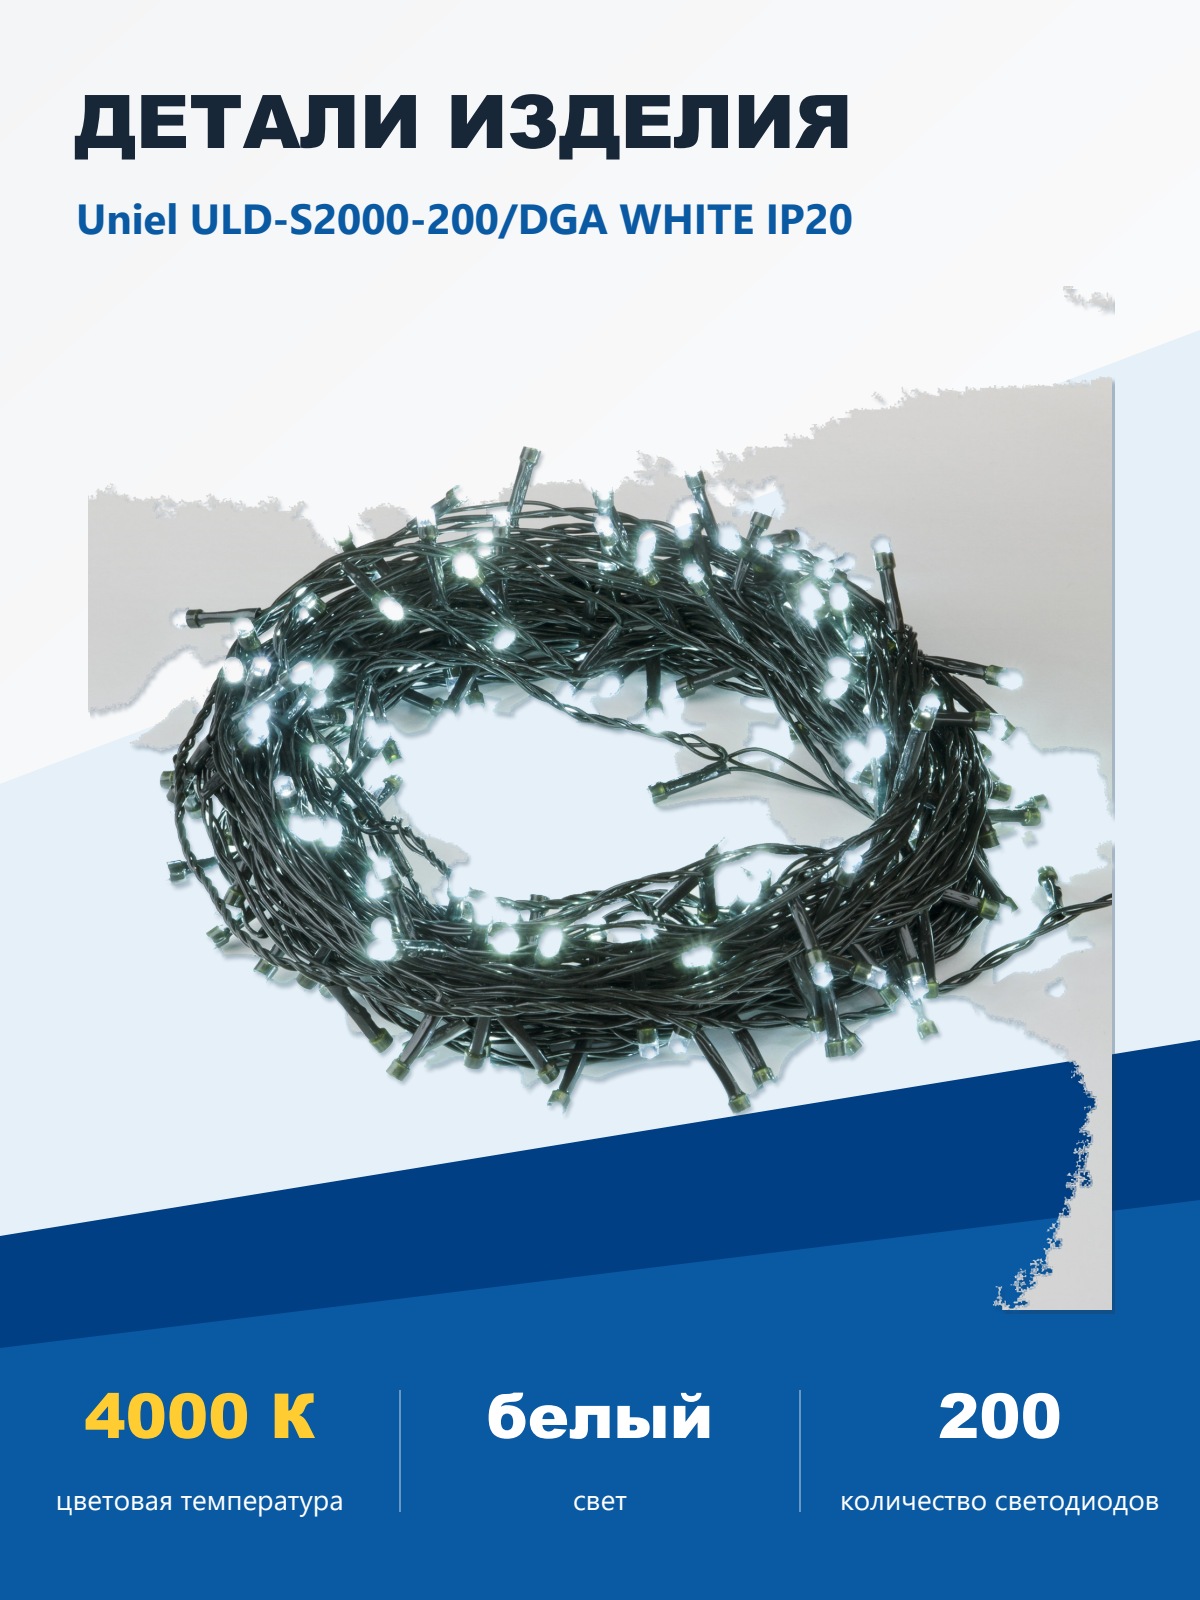 ДЕТАЛИ ИЗДЕЛИЯ
Uniel ULD-S2000-200/DGA WHITE IP20
4000 К
цветовая температура
белый
свет
200
количество светодиодов